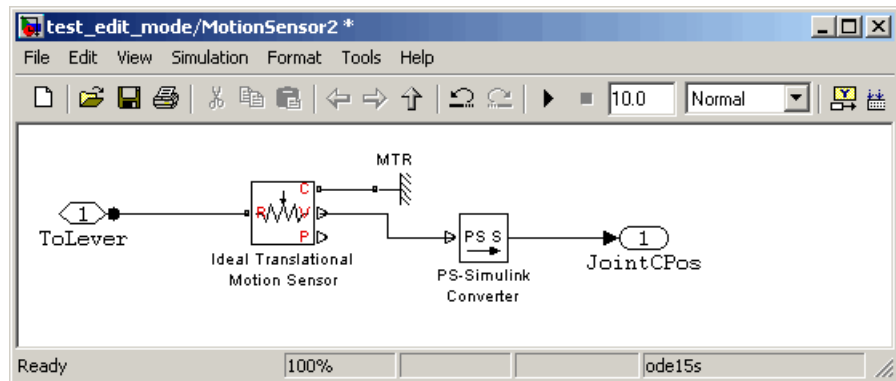 test_edit_mode/MotionSensor2 *
File Edit View Simulation Format Tools Help
10.0 Normal
MTR
1
ToLever
R C V P
Ideal Translational
Motion Sensor
PS S
PS-Simulink
Converter
1
JointCPos
Ready 100% ode15s